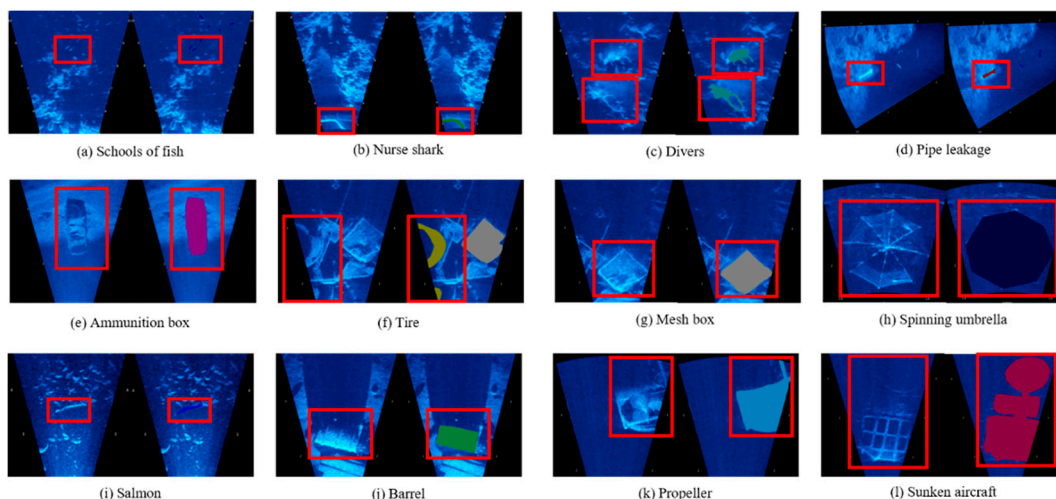 (a) Schools of fish
(b) Nurse shark
(c) Divers
(d) Pipe leakage
(e) Ammunition box
(f) Tire
(g) Mesh box
(h) Spinning umbrella
(i) Salmon
(j) Barrel
(k) Propeller
(l) Sunken aircraft